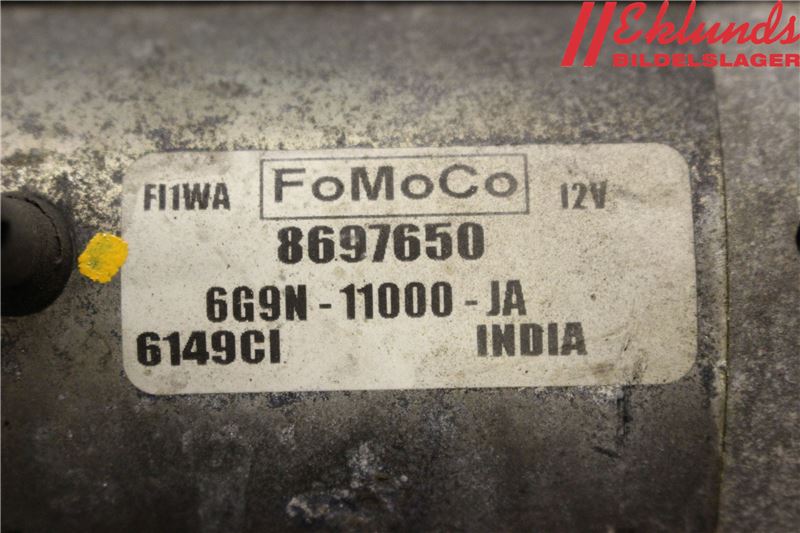 Eklunds
BILDELSLAGER
FI1WA FoMoCo 12V
8697650
6G9N - 11000 - JA
6149CI INDIA